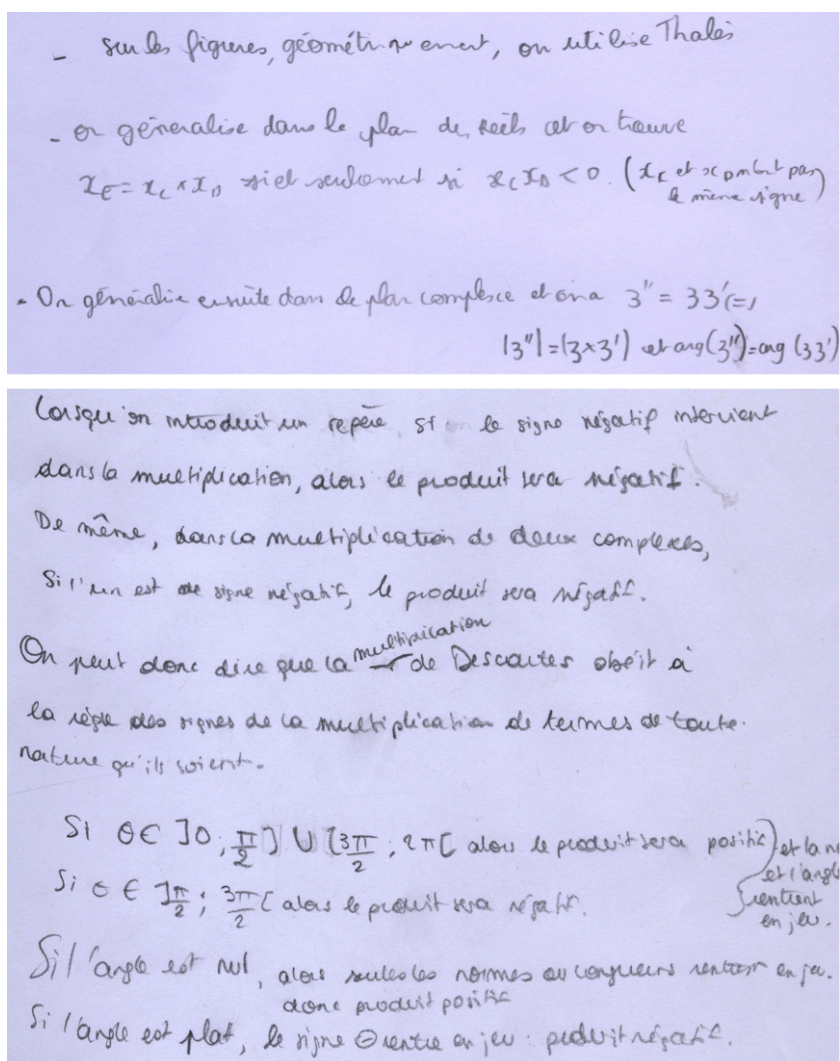 - sur les figures, géométriquement, on utilise Thalès
- on généralise dans le plan des réels et on trouve
x_E = x_C × x_D si et seulement si x_C x_D < 0. (x_C et x_D n'ont pas
le même signe)
- On généralise ensuite dans le plan complexe et on a z'' = zz' (=)
|z''| = |z×z'| et arg(z'') = arg(zz')
Lorsqu'on introduit un repère, si le signe négatif intervient
dans la multiplication, alors le produit sera négatif.
De même, dans la multiplication de deux complexes,
Si l'un est de signe négatif, le produit sera négatif.
On peut donc dire que la multiplication de Descartes obéit à
la règle des signes de la multiplication de termes de toute
nature qu'ils soient.
Si θ ∈ ]0 ; π/2] ∪ [3π/2 ; 2π[ alors le produit sera positif
Si θ ∈ ]π/2 ; 3π/2[ alors le produit sera négatif.
et la
et l'angle
rentrent
en jeu.
Si l'angle est nul, alors seules les normes ou longueurs rentrent en jeu.
donc produit positif
Si l'angle est plat, le signe ⊖ rentre en jeu : produit négatif.